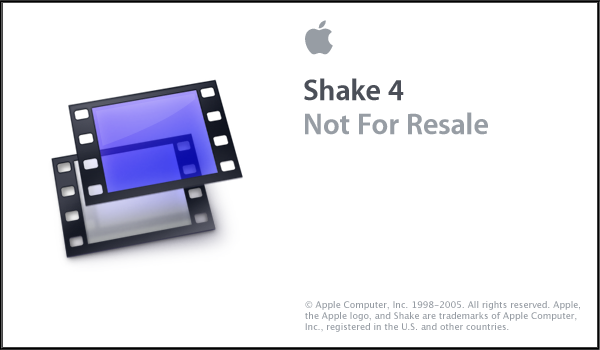 Shake 4
Not For Resale
© Apple Computer, Inc. 1998-2005. All rights reserved. Apple,
the Apple logo, and Shake are trademarks of Apple Computer,
Inc., registered in the U.S. and other countries.